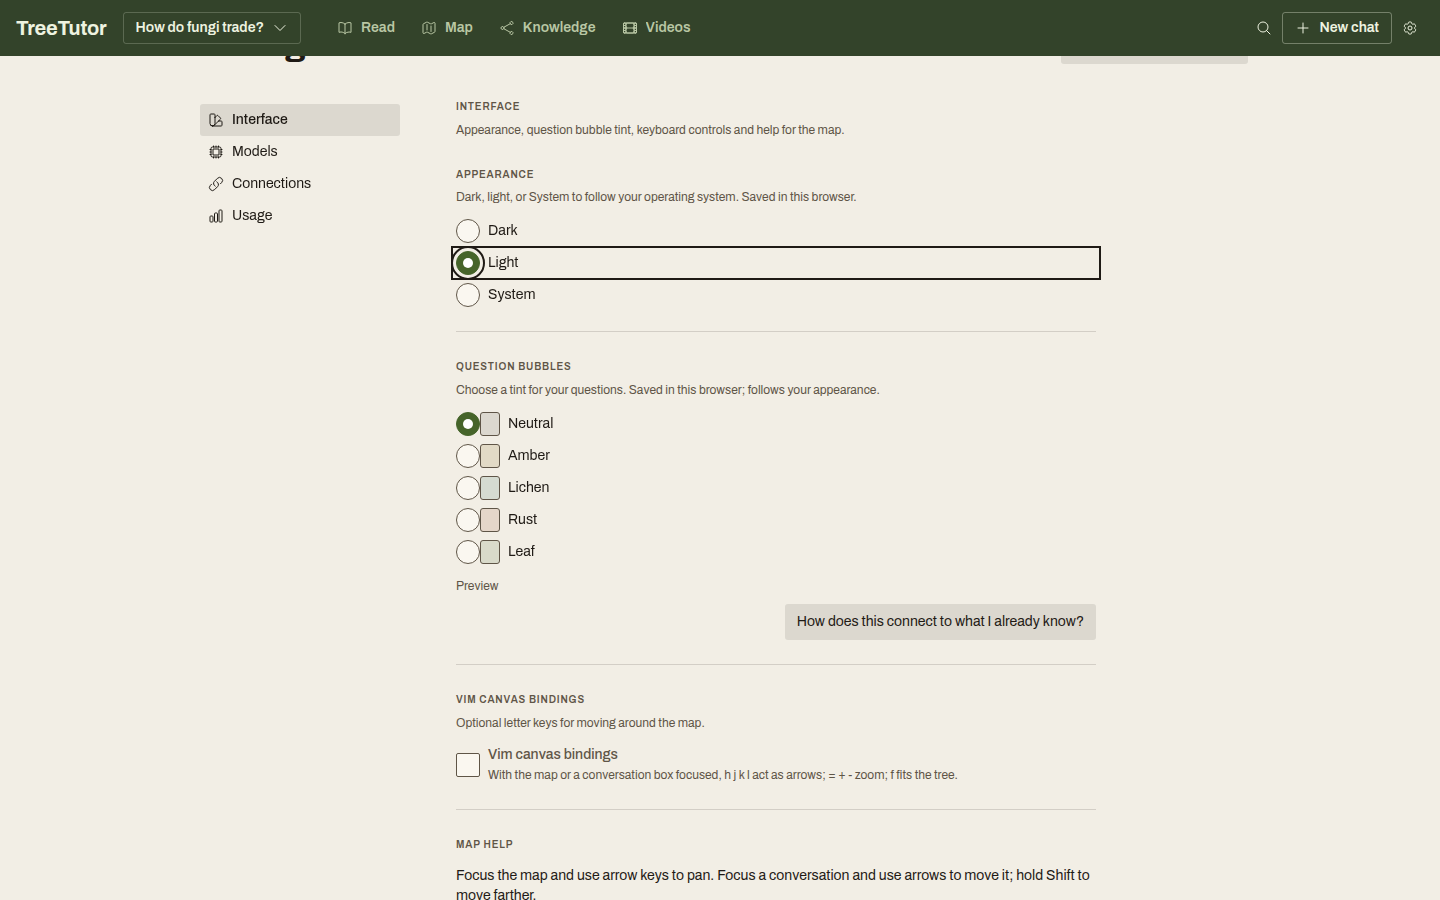 TreeTutor
How do fungi trade?
Read
Map
Knowledge
Videos
New chat
Interface
Models
Connections
Usage
INTERFACE
Appearance, question bubble tint, keyboard controls and help for the map.
APPEARANCE
Dark, light, or System to follow your operating system. Saved in this browser.
Dark
Light
System
QUESTION BUBBLES
Choose a tint for your questions. Saved in this browser; follows your appearance.
Neutral
Amber
Lichen
Rust
Leaf
Preview
How does this connect to what I already know?
VIM CANVAS BINDINGS
Optional letter keys for moving around the map.
Vim canvas bindings
With the map or a conversation box focused, h j k l act as arrows; = + - zoom; f fits the tree.
MAP HELP
Focus the map and use arrow keys to pan. Focus a conversation and use arrows to move it; hold Shift to
move farther.